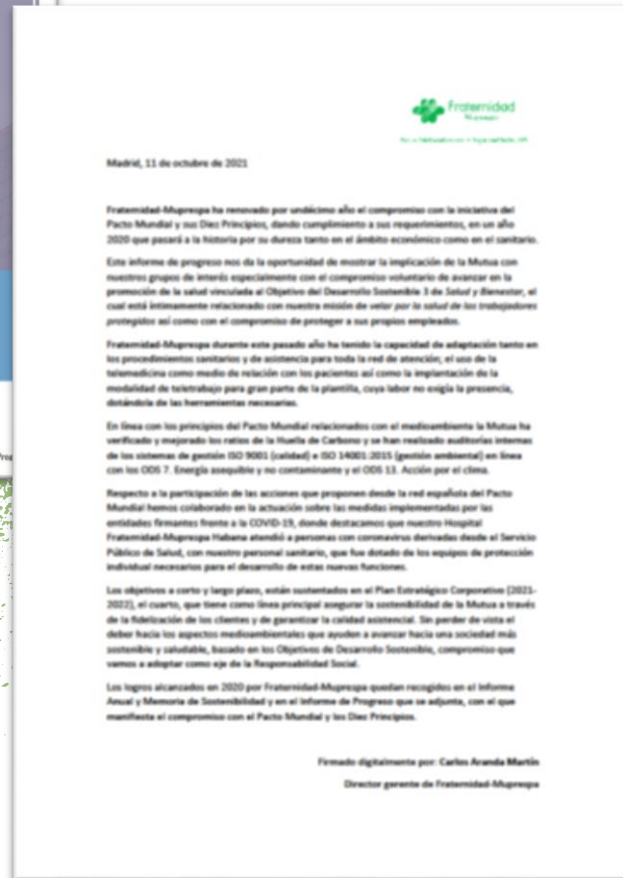 Fraternidad
Muprespa
Madrid, 11 de octubre de 2021
Fraternidad-Muprespa ha renovado por undécimo año el compromiso con la iniciativa del
Pacto Mundial y sus Diez Principios, dando cumplimiento a sus requerimientos, en un año
2020 que pasará a la historia por su dureza tanto en el ámbito económico como en el sanitario.
Este informe de progreso nos da la oportunidad de mostrar la implicación de la Mutua con
nuestros grupos de interés especialmente con el compromiso voluntario de avanzar en la
promoción de la salud vinculada al Objetivo del Desarrollo Sostenible 3 de Salud y Bienestar, el
cual está íntimamente relacionado con nuestra misión de velar por la salud de los trabajadores
protegidos así como con el compromiso de proteger a sus propios empleados.
Fraternidad-Muprespa durante este pasado año ha tenido la capacidad de adaptación tanto en
los procedimientos sanitarios y de asistencia para toda la red de atención; el uso de la
telemedicina como medio de relación con los pacientes así como la implantación de la
modalidad de teletrabajo para gran parte de la plantilla, cuya labor no exigía la presencia,
dotándola de las herramientas necesarias.
En línea con los principios del Pacto Mundial relacionados con el medioambiente la Mutua ha
verificado y mejorado los ratios de la Huella de Carbono y se han realizado auditorías internas
de los sistemas de gestión ISO 9001 (calidad) e ISO 14001:2015 (gestión ambiental) en línea
con los ODS 7. Energía asequible y no contaminante y el ODS 13. Acción por el clima.
Respecto a la participación de las acciones que proponen desde la red española del Pacto
Mundial hemos colaborado en la actuación sobre las medidas implementadas por las
entidades firmantes frente a la COVID-19, donde destacamos que nuestro Hospital
Fraternidad-Muprespa Habana atendió a personas con coronavirus derivadas desde el Servicio
Público de Salud, con nuestro personal sanitario, que fue dotado de los equipos de protección
individual necesarios para el desarrollo de estas nuevas funciones.
Los objetivos a corto y largo plazo, están sustentados en el Plan Estratégico Corporativo (2021-
2022), el cuarto, que tiene como línea principal asegurar la sostenibilidad de la Mutua a través
de la fidelización de los clientes y de garantizar la calidad asistencial. Sin perder de vista el
deber hacia los aspectos medioambientales que ayuden a avanzar hacia una sociedad más
sostenible y saludable, basado en los Objetivos de Desarrollo Sostenible, compromiso que
vamos a adoptar como eje de la Responsabilidad Social.
Los logros alcanzados en 2020 por Fraternidad-Muprespa quedan recogidos en el Informe
Anual y Memoria de Sostenibilidad y en el Informe de Progreso que se adjunta, con el que
manifiesta el compromiso con el Pacto Mundial y los Diez Principios.
Firmado digitalmente por: Carlos Aranda Martín
Director gerente de Fraternidad-Muprespa